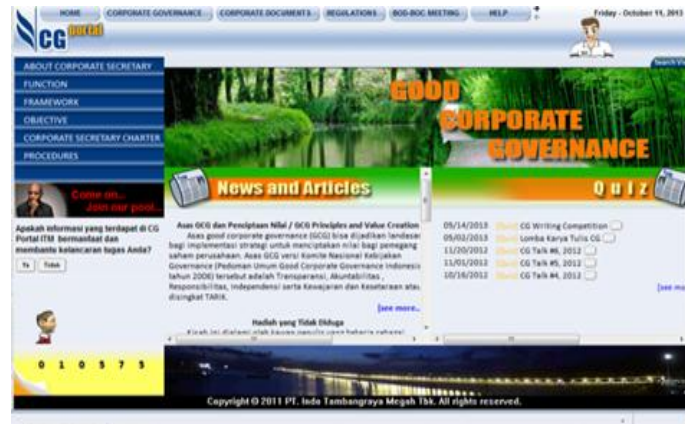 HOME CORPORATE GOVERNANCE CORPORATE DOCUMENTS REGULATIONS BOD-BOC MEETING HELP
Friday - October 11, 2013
CG portal
Search
ABOUT CORPORATE SECRETARY
FUNCTION
FRAMEWORK
OBJECTIVE
CORPORATE SECRETARY CHARTER
PROCEDURES
GOOD
CORPORATE
GOVERNANCE
Come on...
Join our pool...
Apakah informasi yang terdapat di CG
Portal ITM bermanfaat dan
membantu kelancaran tugas Anda?
Ya Tidak
0 1 0 5 7 5
News and Articles
Asas GCG dan Penciptaan Nilai / GCG Principles and Value Creation
Asas good corporate governance (GCG) bisa dijadikan landasan
bagi implementasi strategi untuk menciptakan nilai bagi pemegang
saham perusahaan. Asas GCG versi Komite Nasional Kebijakan
Governance (Pedoman Umum Good Corporate Governance Indonesia
tahun 2006) tersebut adalah Transparansi, Akuntabilitas,
Responsibilitas, Independensi serta Kewajaran dan Kesetaraan atau
disingkat TARIK.
[see more..
Hadiah yang Tidak Diduga
Quiz
05/14/2013 CG Writing Competition
05/02/2013 Lomba Karya Tulis CG
11/20/2012 CG Talk #6, 2012
11/01/2012 CG Talk #5, 2012
10/16/2012 CG Talk #4, 2012
[see mo
Copyright © 2011 PT. Indo Tambangraya Megah Tbk. All rights reserved.